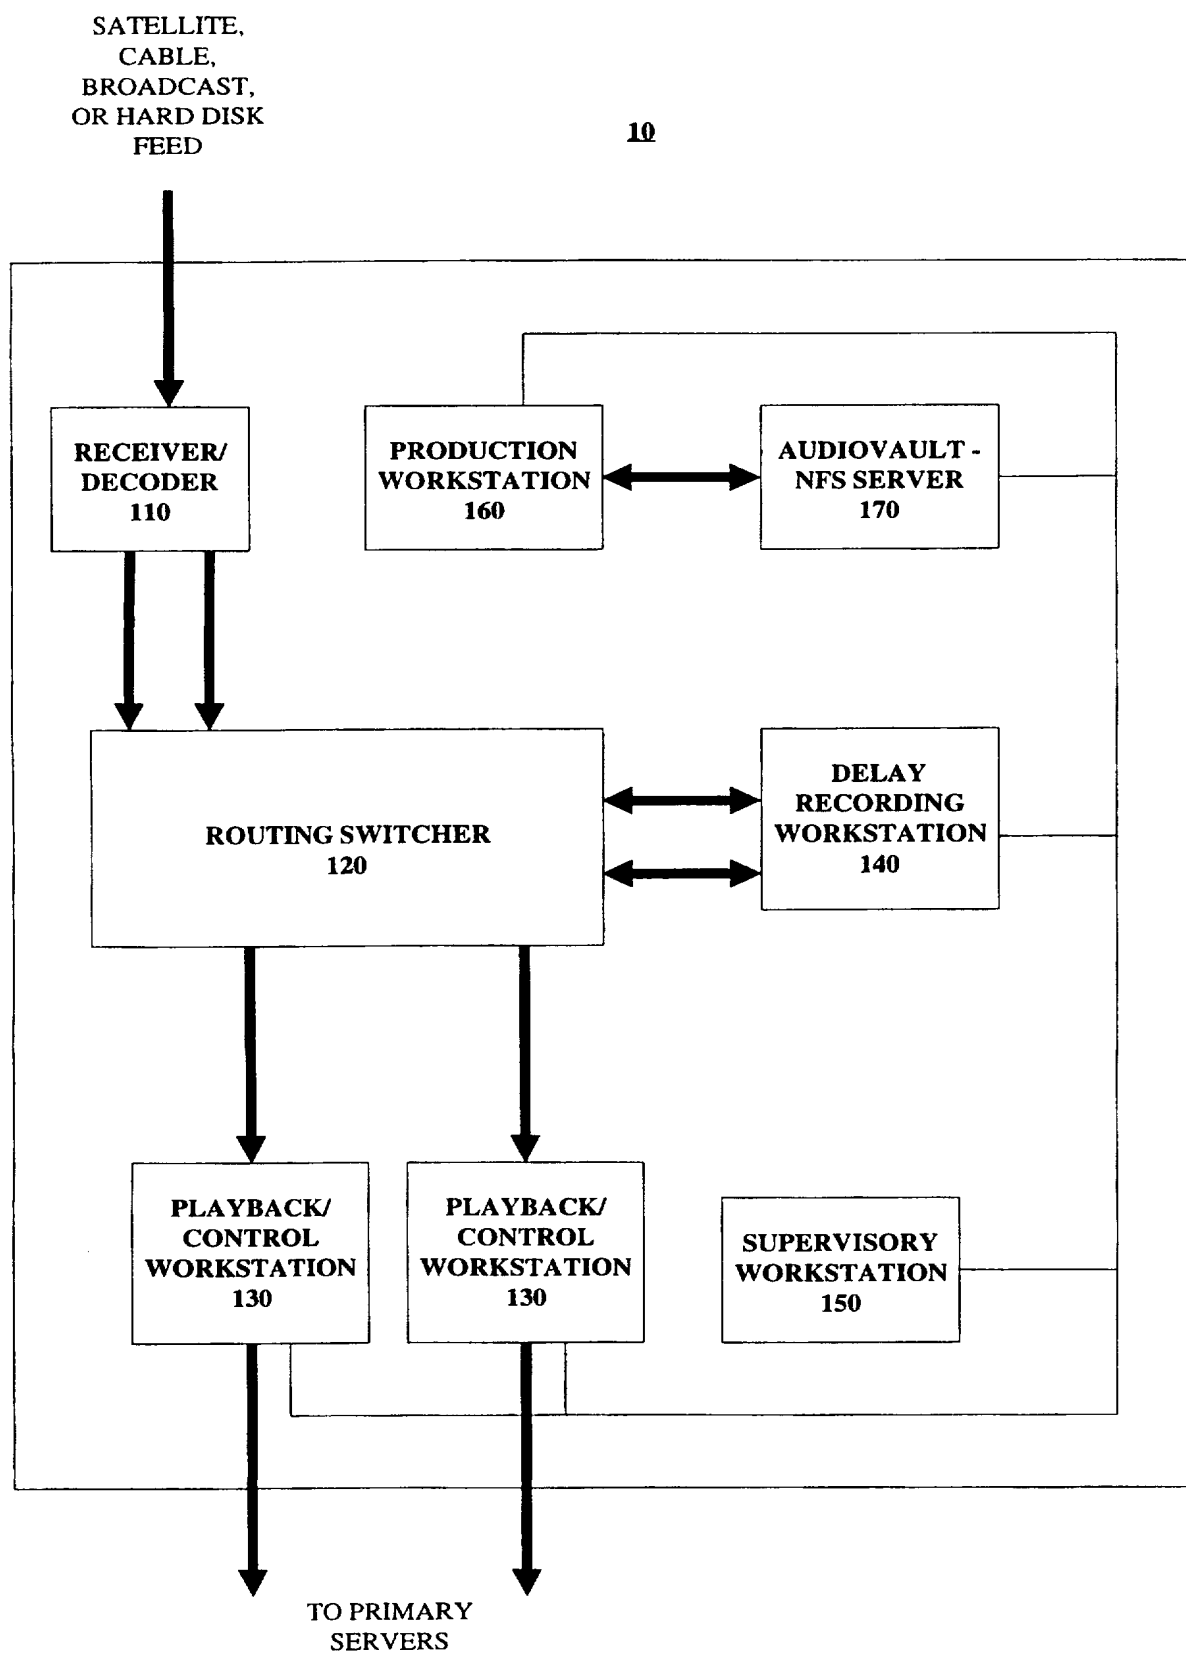 SATELLITE,
CABLE,
BROADCAST,
OR HARD DISK
FEED
10
RECEIVER/
DECODER
110
PRODUCTION
WORKSTATION
160
AUDIOVAULT -
NFS SERVER
170
ROUTING SWITCHER
120
DELAY
RECORDING
WORKSTATION
140
PLAYBACK/
CONTROL
WORKSTATION
130
PLAYBACK/
CONTROL
WORKSTATION
130
SUPERVISORY
WORKSTATION
150
TO PRIMARY
SERVERS